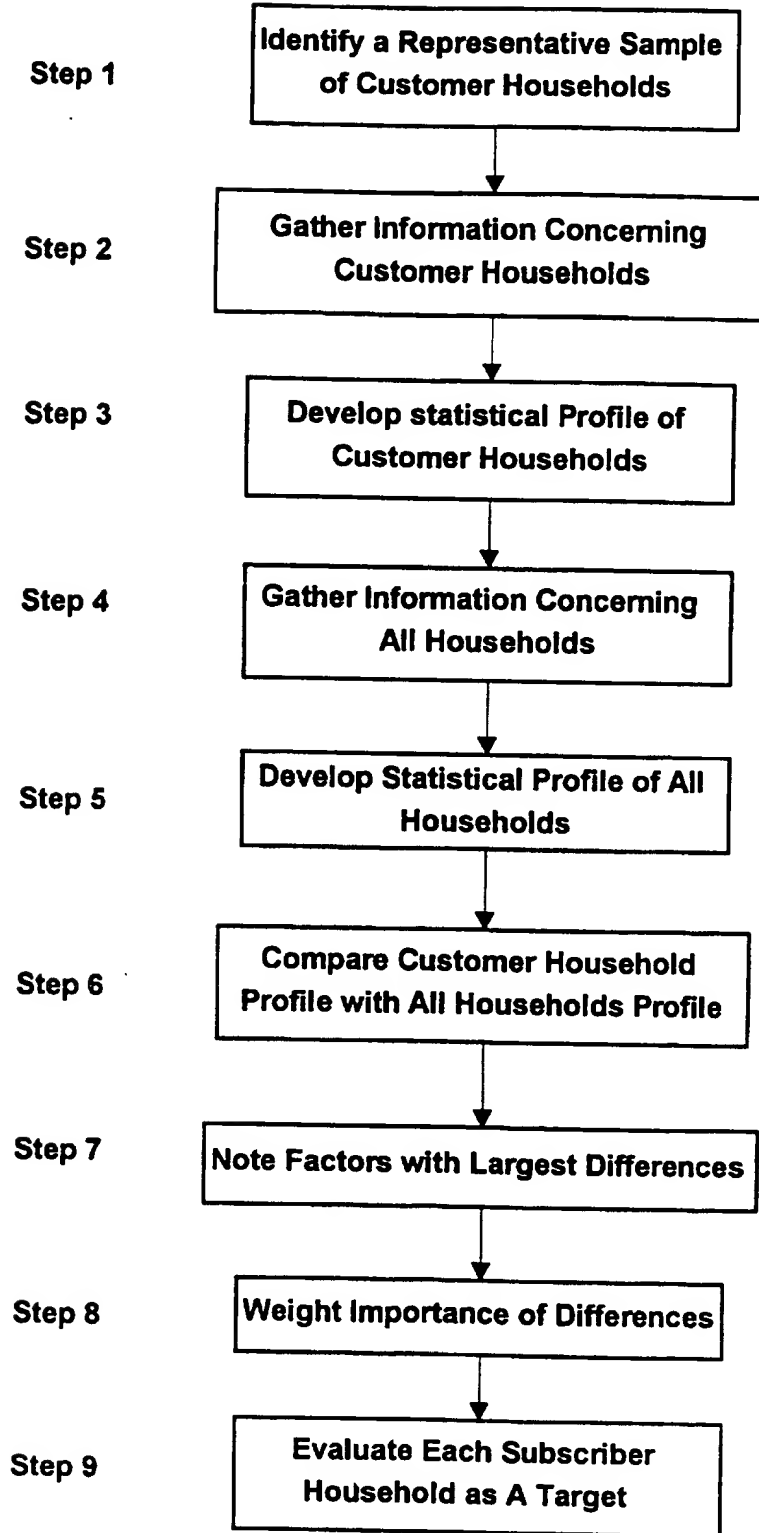 Step 1
Identify a Representative Sample
of Customer Households
Step 2
Gather Information Concerning
Customer Households
Step 3
Develop statistical Profile of
Customer Households
Step 4
Gather Information Concerning
All Households
Step 5
Develop Statistical Profile of All
Households
Step 6
Compare Customer Household
Profile with All Households Profile
Step 7
Note Factors with Largest Differences
Step 8
Weight Importance of Differences
Step 9
Evaluate Each Subscriber
Household as A Target